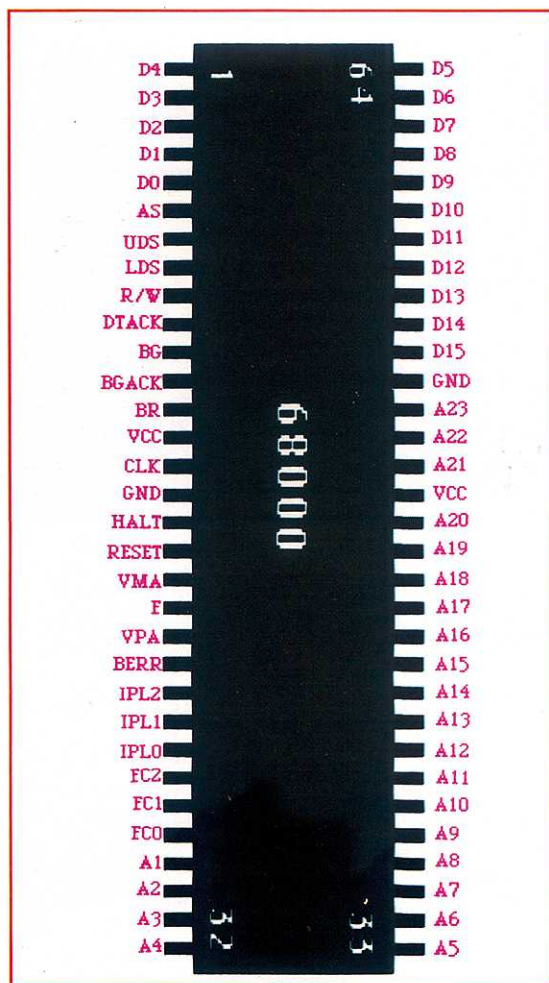 D4 1 64 D5
D3 D6
D2 D7
D1 D8
D0 D9
AS D10
UDS D11
LDS D12
R/W D13
DTACK D14
BG D15
BGACK GND
BR A23
VCC A22
CLK A21
GND VCC
HALT A20
RESET A19
VMA A18
F A17
VPA A16
BERR A15
IPL2 A14
IPL1 A13
IPL0 A12
FC2 A11
FC1 A10
FC0 A9
A1 A8
A2 A7
A3 32 33 A6
A4 A5
68000